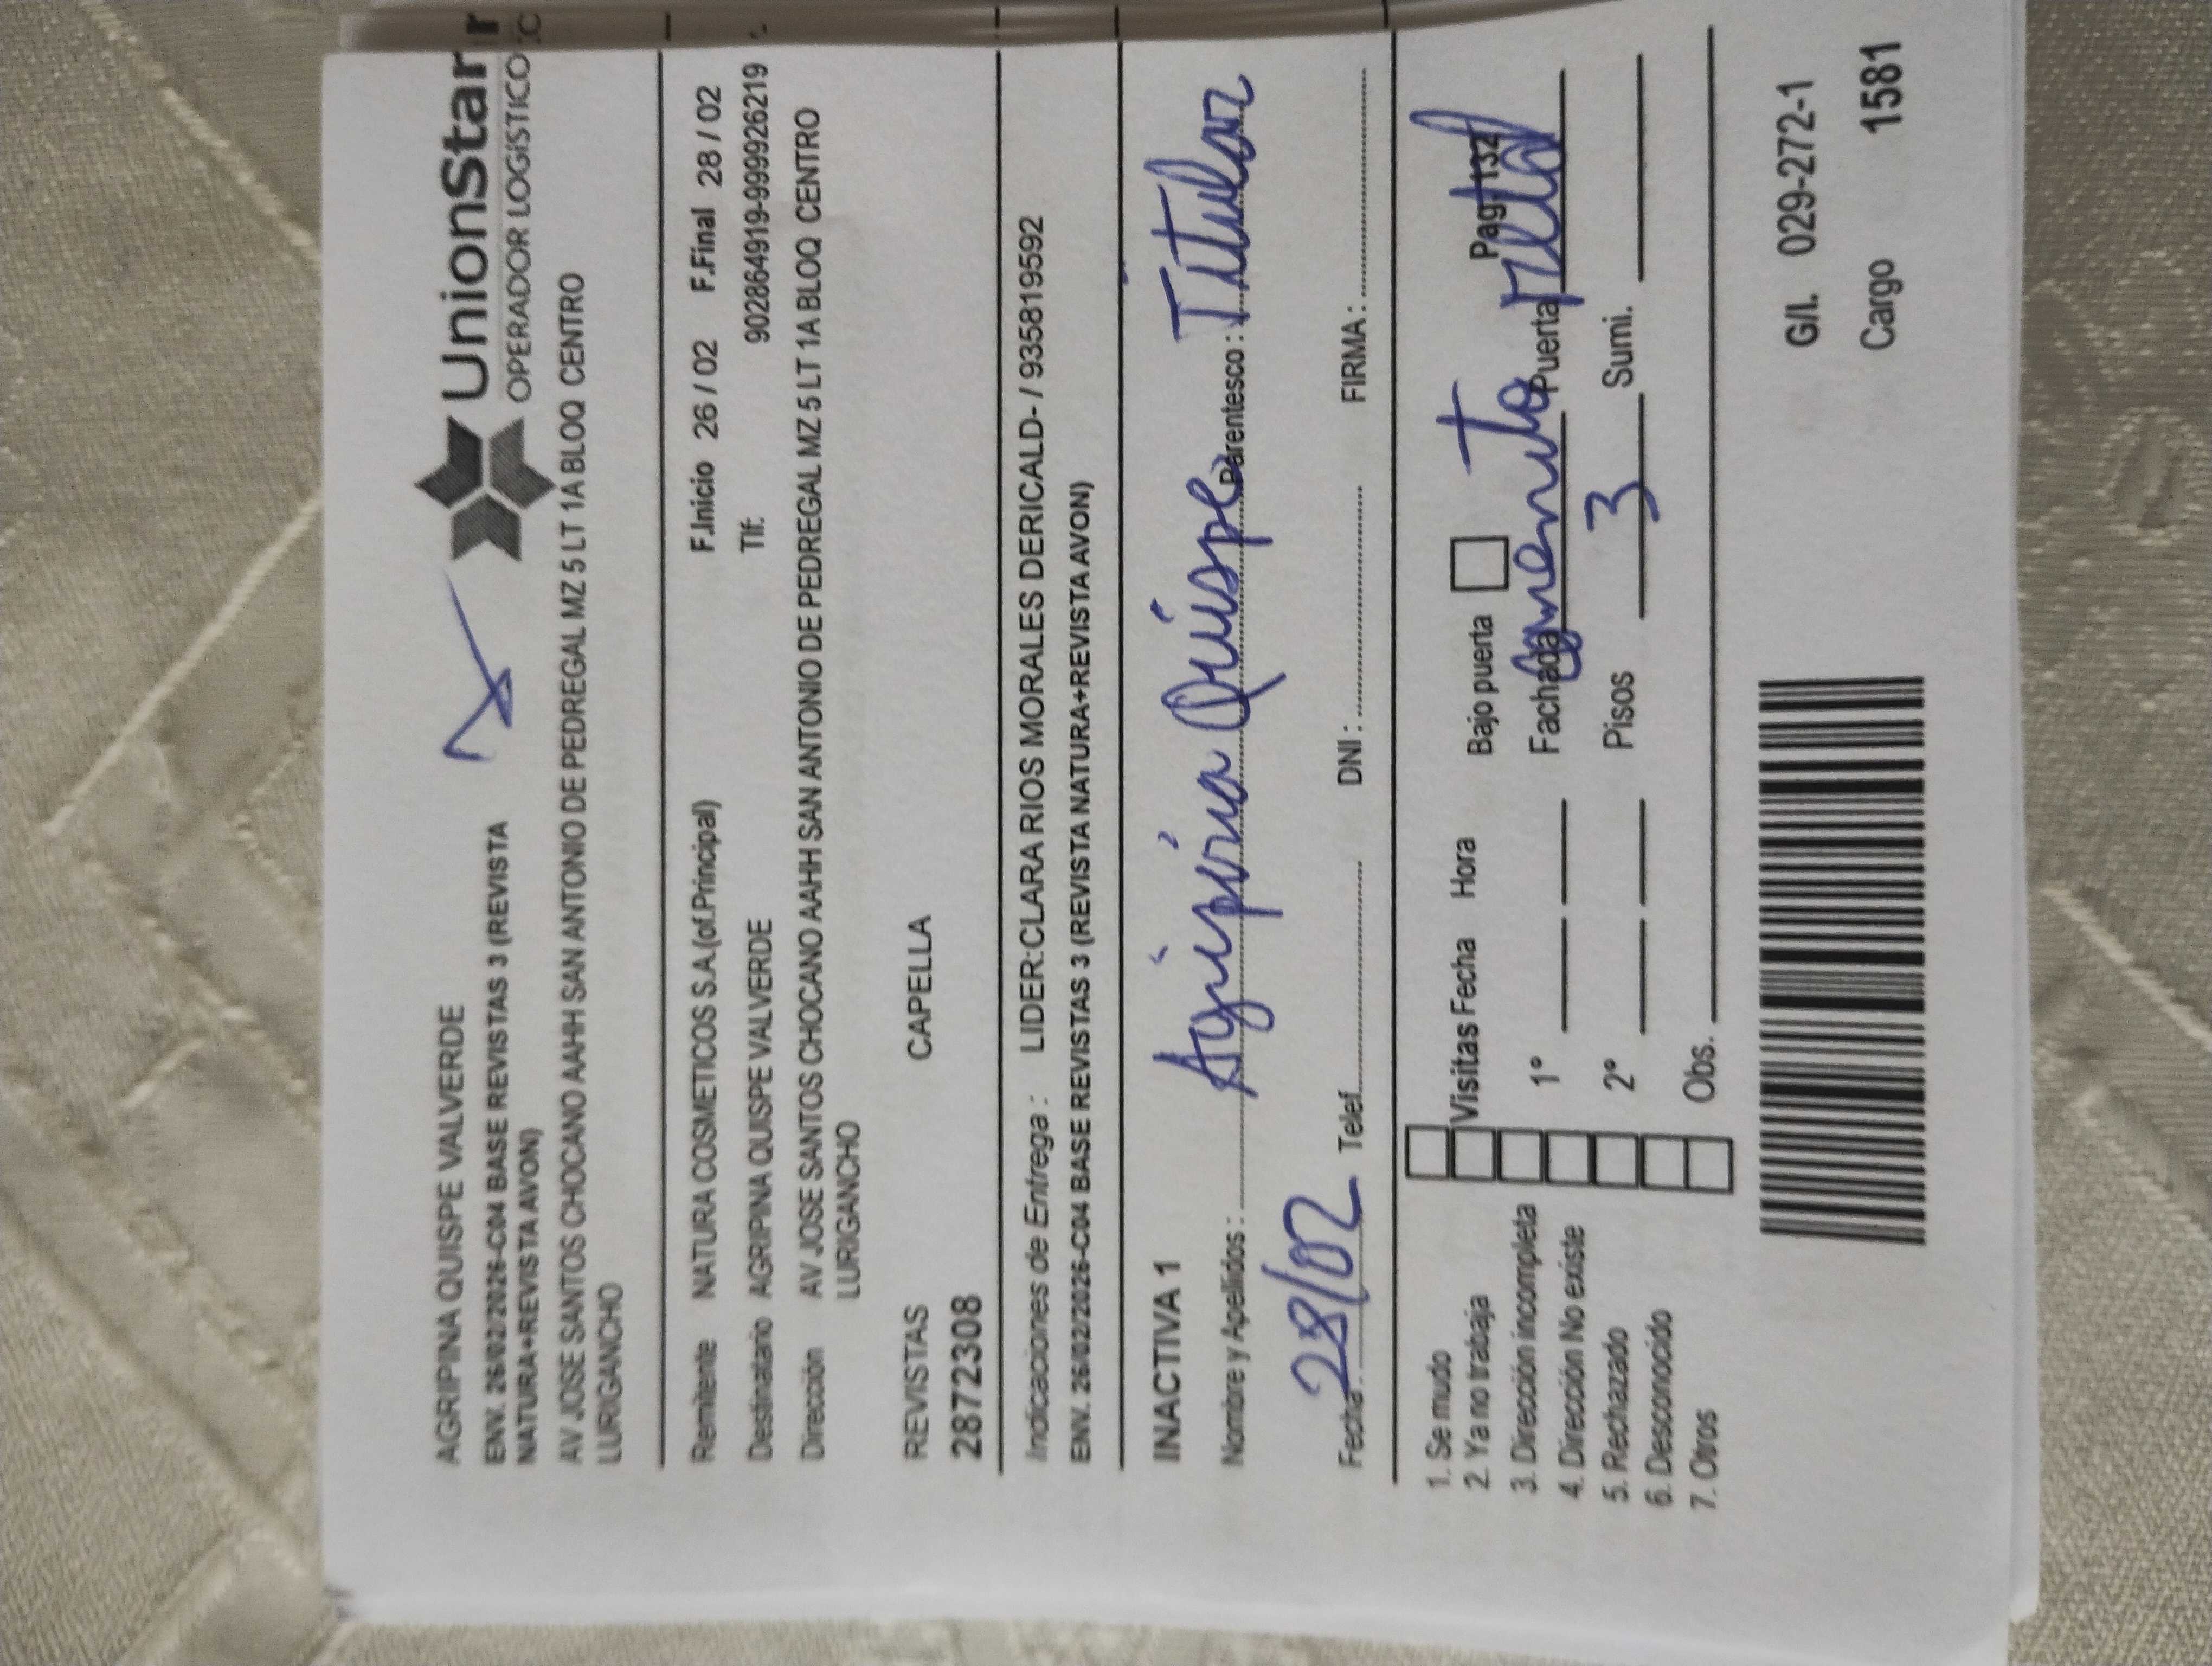 AGRIPINA QUISPE VALVERDE
ENV. 26/02/2026-C04 BASE REVISTAS 3 (REVISTA
NATURA+REVISTA AVON)
UnionStar
OPERADOR LOGISTICO
AV JOSE SANTOS CHOCANO AAHH SAN ANTONIO DE PEDREGAL MZ 5 LT 1A BLOQ CENTRO
LURIGANCHO
Remitente NATURA COSMETICOS S.A.(of.Principal) F.Inicio 26 / 02 F.Final 28 / 02
Destinatario AGRIPINA QUISPE VALVERDE Tlf. 902864919-999926219
Dirección AV JOSE SANTOS CHOCANO AAHH SAN ANTONIO DE PEDREGAL MZ 5 LT 1A BLOQ CENTRO
LURIGANCHO
REVISTAS CAPELLA
28872308
Indicaciones de Entrega : LIDER:CLARA RIOS MORALES DERICALD- / 935819592
ENV. 26/02/2026-C04 BASE REVISTAS 3 (REVISTA NATURA+REVISTA AVON)
INACTIVA 1
Nombre y Apellidos : Agripina Quispe Parentesco : Titular
Fecha : 28/02 Telef. DNI : FIRMA :
1. Se mudo
2. Ya no trabaja Visitas Fecha Hora Bajo puerta Pag. 132
3. Dirección incompleta 1° Fachada cemento Puerta metal
4. Dirección No existe
5. Rechazado 2° Pisos 3 Sumi.
6. Desconocido
7. Otros Obs.
G/I. 029-272-1
Cargo 1581